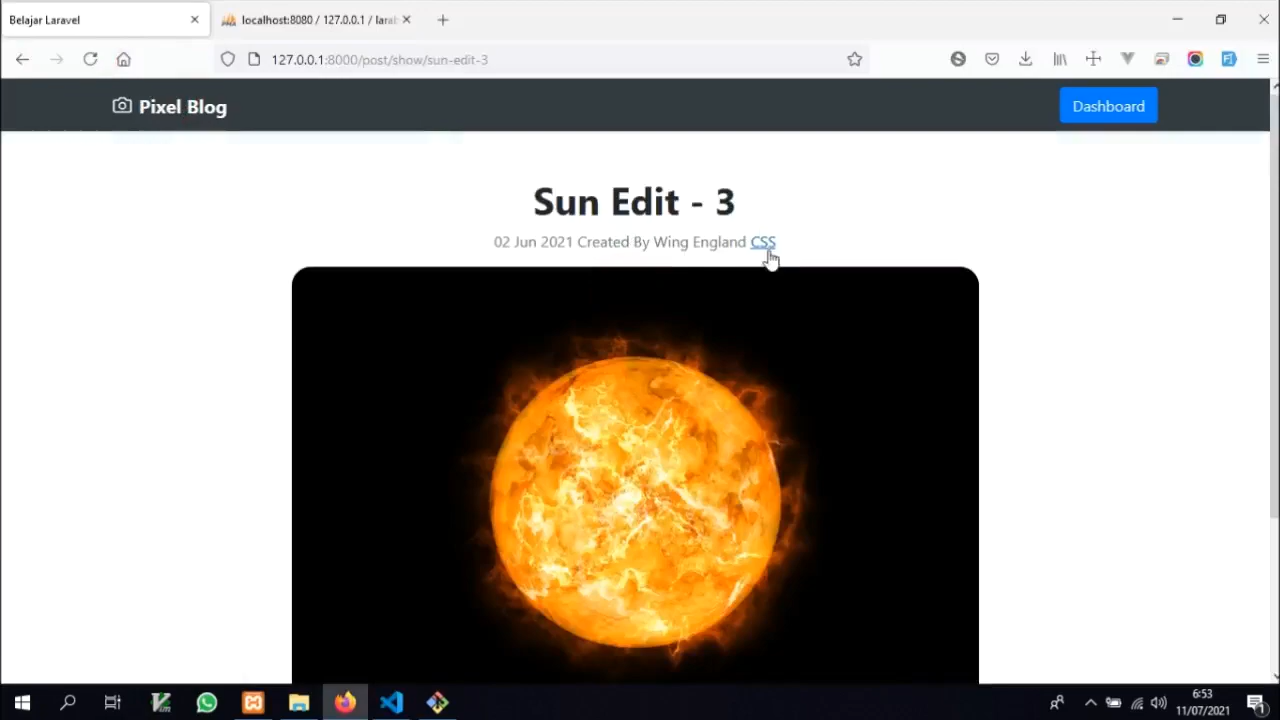 Belajar Laravel
localhost:8080 / 127.0.0.1 / laral
127.0.0.1:8000/post/show/sun-edit-3
Pixel Blog
Dashboard
Sun Edit - 3
02 Jun 2021 Created By Wing England CSS
6:53
11/07/2021